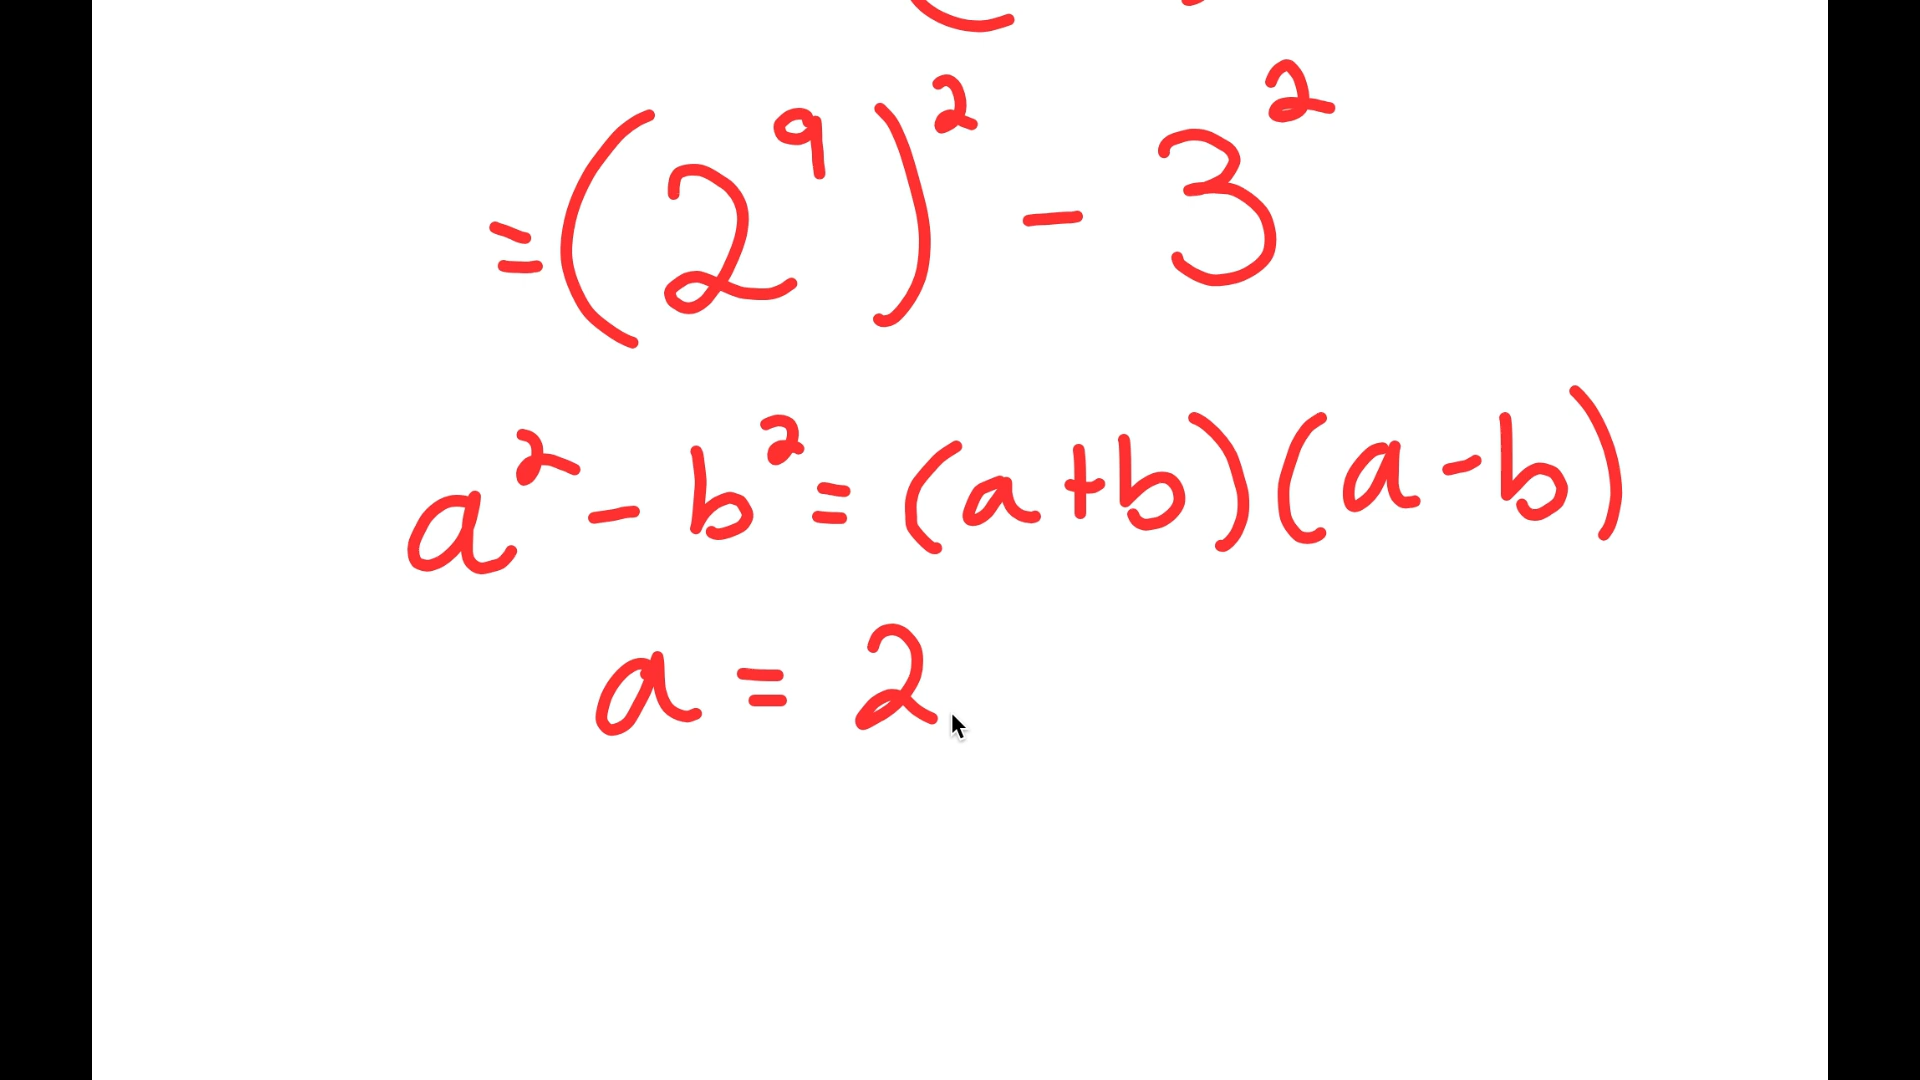 = (2⁹)² - 3²
a² - b² = (a + b)(a - b)
a = 2